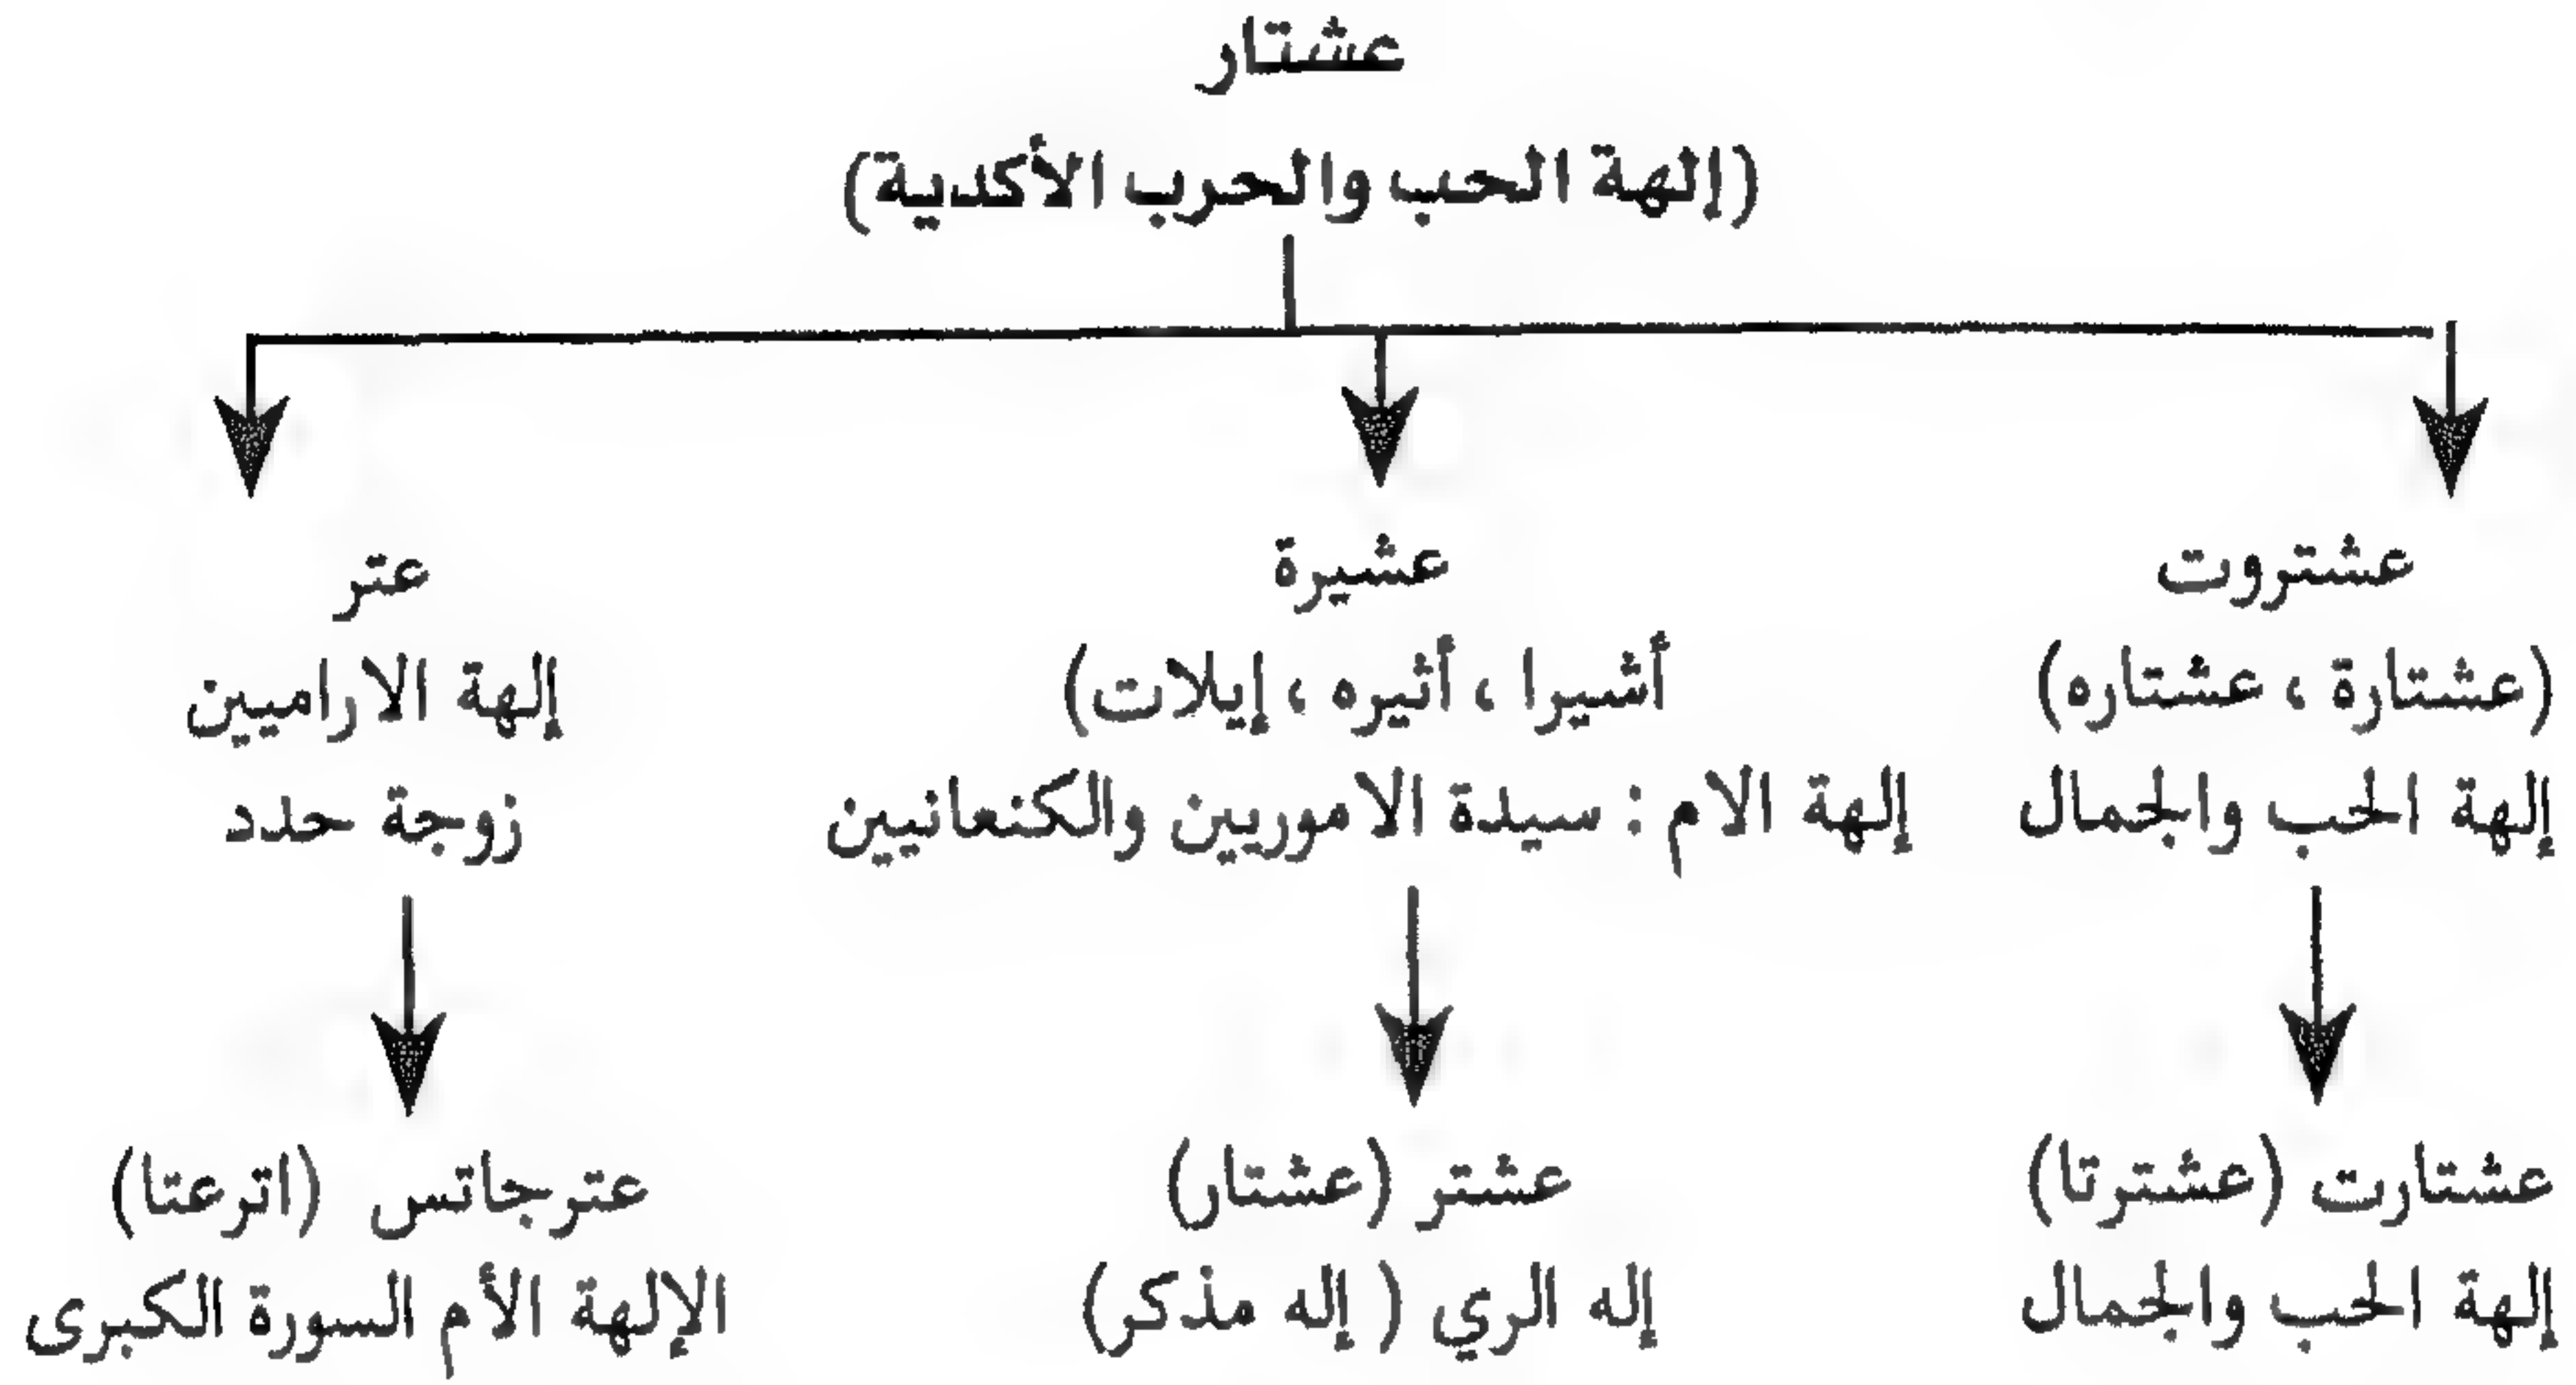 عشتار
(إلهة الحب والحرب الأكدية)
عشتروت
(عشتارة ، عشتاره)
إلهة الحب والجمال
عشيرة
أشيرا ، أثيره ، إيلات)
إلهة الام : سيدة الاموريين والكنعانيين
عتر
إلهة الاراميين
زوجة حدد
عشتارت (عشترتا)
إلهة الحب والجمال
عشتر (عشتار)
إله الري ( إله مذكر)
عترجاتس (اترعتا)
الإلهة الأم السورة الكبرى